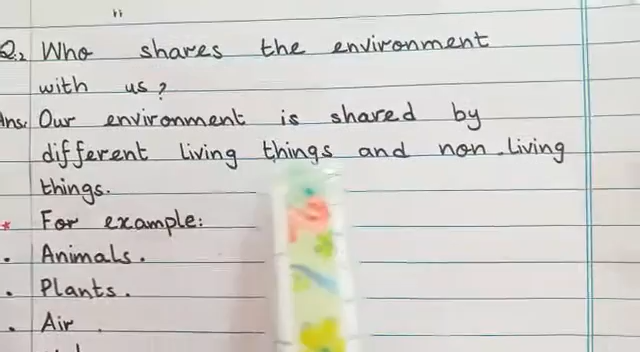 Q.2 Who shares the environment
with us?
Ans: Our environment is shared by
different living things and non-living
things.
* For example:
. Animals.
. Plants.
. Air.